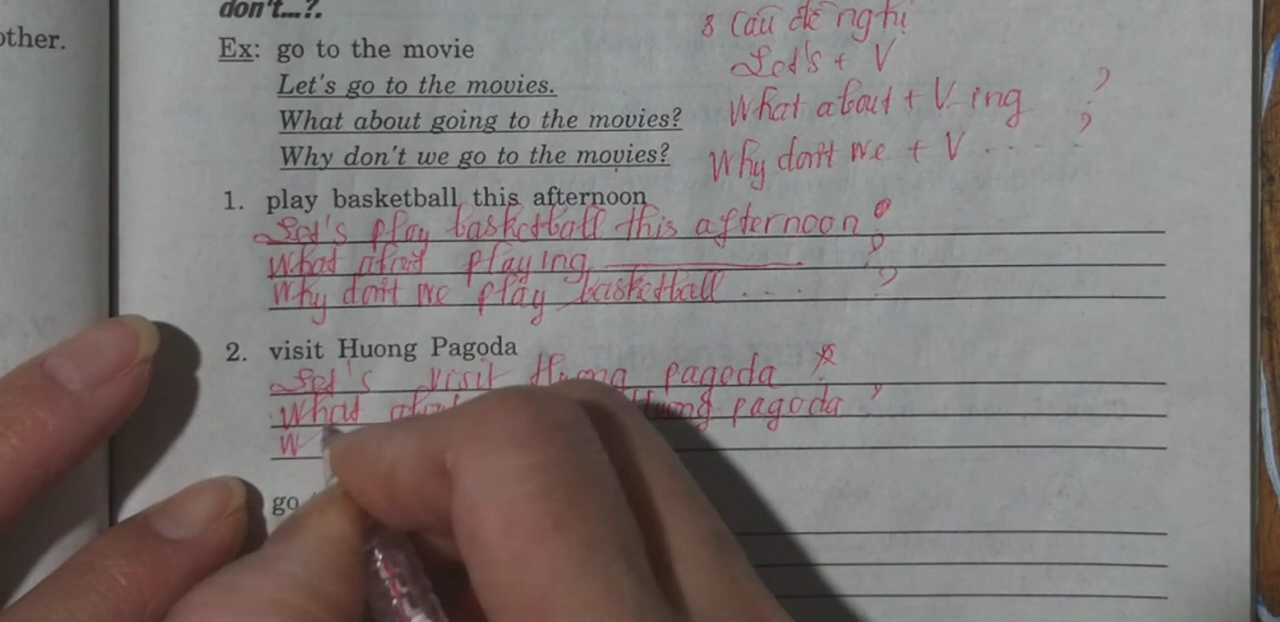 don't...?.
other.
Ex: go to the movie
Let's go to the movies.
What about going to the movies?
Why don't we go to the movies?
3 câu đề nghị
Let's + V
What about + V-ing ?
Why don't we + V . . . . ?
1. play basketball this afternoon
Let's play basketball this afternoon.
What about playing ?
Why don't we play basketball . . . ?
2. visit Huong Pagoda
Let's visit Huong pagoda
What about Huong pagoda ?
W
go